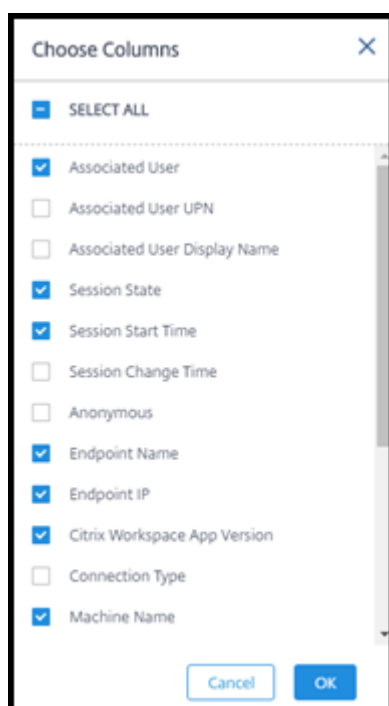 Choose Columns
SELECT ALL
Associated User
Associated User UPN
Associated User Display Name
Session State
Session Start Time
Session Change Time
Anonymous
Endpoint Name
Endpoint IP
Citrix Workspace App Version
Connection Type
Machine Name
Cancel OK